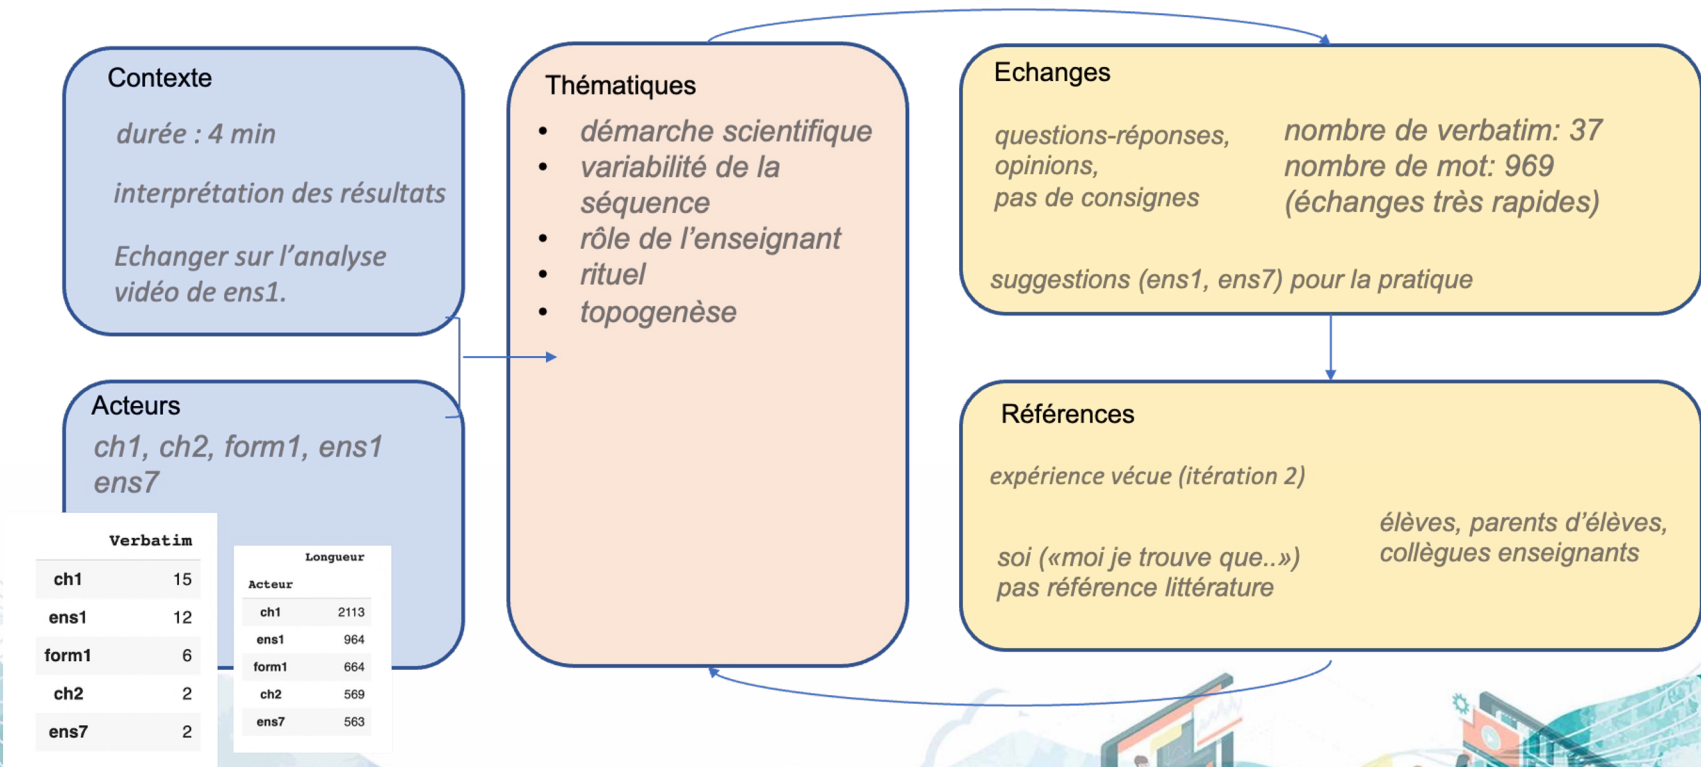 Contexte
durée : 4 min
interprétation des résultats
Echanger sur l'analyse
vidéo de ens1.
Acteurs
ch1, ch2, form1, ens1
ens7
Verbatim
ch1 15
ens1 12
form1 6
ch2 2
ens7 2
Longueur
Acteur
ch1 2113
ens1 964
form1 664
ch2 569
ens7 563
Thématiques
• démarche scientifique
• variabilité de la
séquence
• rôle de l'enseignant
• rituel
• topogenèse
Echanges
questions-réponses,
opinions,
pas de consignes
nombre de verbatim: 37
nombre de mot: 969
(échanges très rapides)
suggestions (ens1, ens7) pour la pratique
Références
expérience vécue (itération 2)
soi («moi je trouve que..»)
pas référence littérature
élèves, parents d'élèves,
collègues enseignants